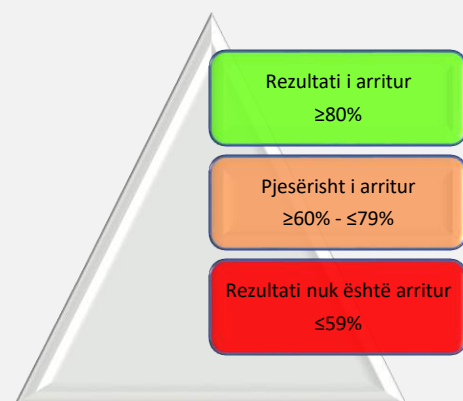 Rezultati i arritur
≥80%
Pjesërisht i arritur
≥60% - ≤79%
Rezultati nuk është arritur
≤59%